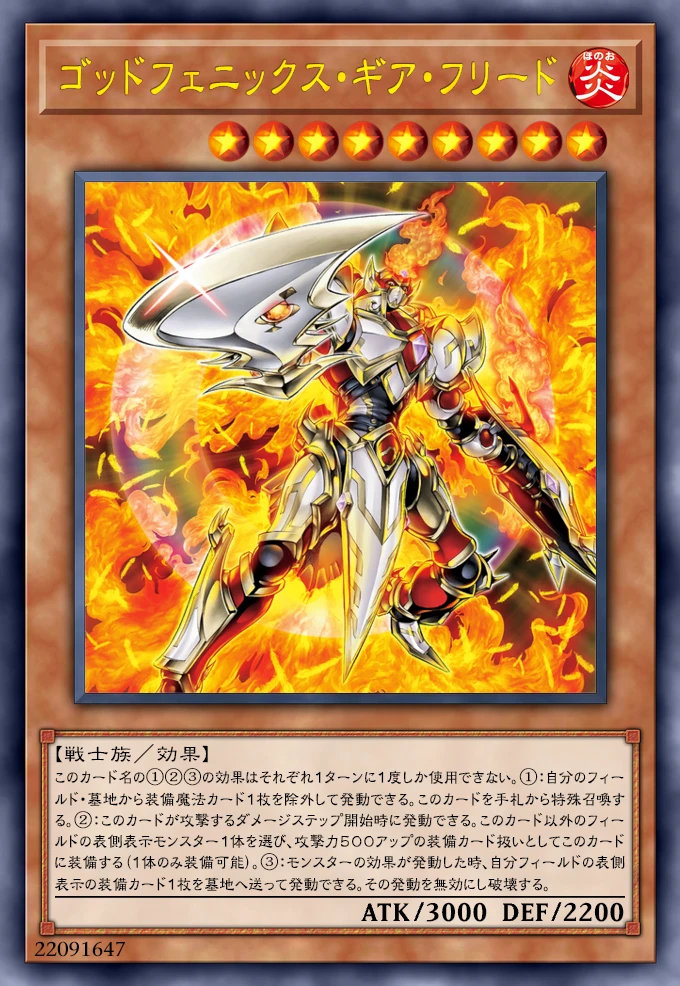 ゴッドフェニックス・ギア・フリード
ほのお
炎
【戦士族／効果】
このカード名の①②③の効果はそれぞれ1ターンに1度しか使用できない。①：自分のフィ
ールド・墓地から装備魔法カード1枚を除外して発動できる。このカードを手札から特殊召喚す
る。②：このカードが攻撃するダメージステップ開始時に発動できる。このカード以外のフィー
ルドの表側表示モンスター1体を選び、攻撃力５００アップの装備カード扱いとしてこのカード
に装備する（1体のみ装備可能）。③：モンスターの効果が発動した時、自分フィールドの表側
表示の装備カード1枚を墓地へ送って発動できる。その発動を無効にし破壊する。
ATK/3000 DEF/2200
22091647